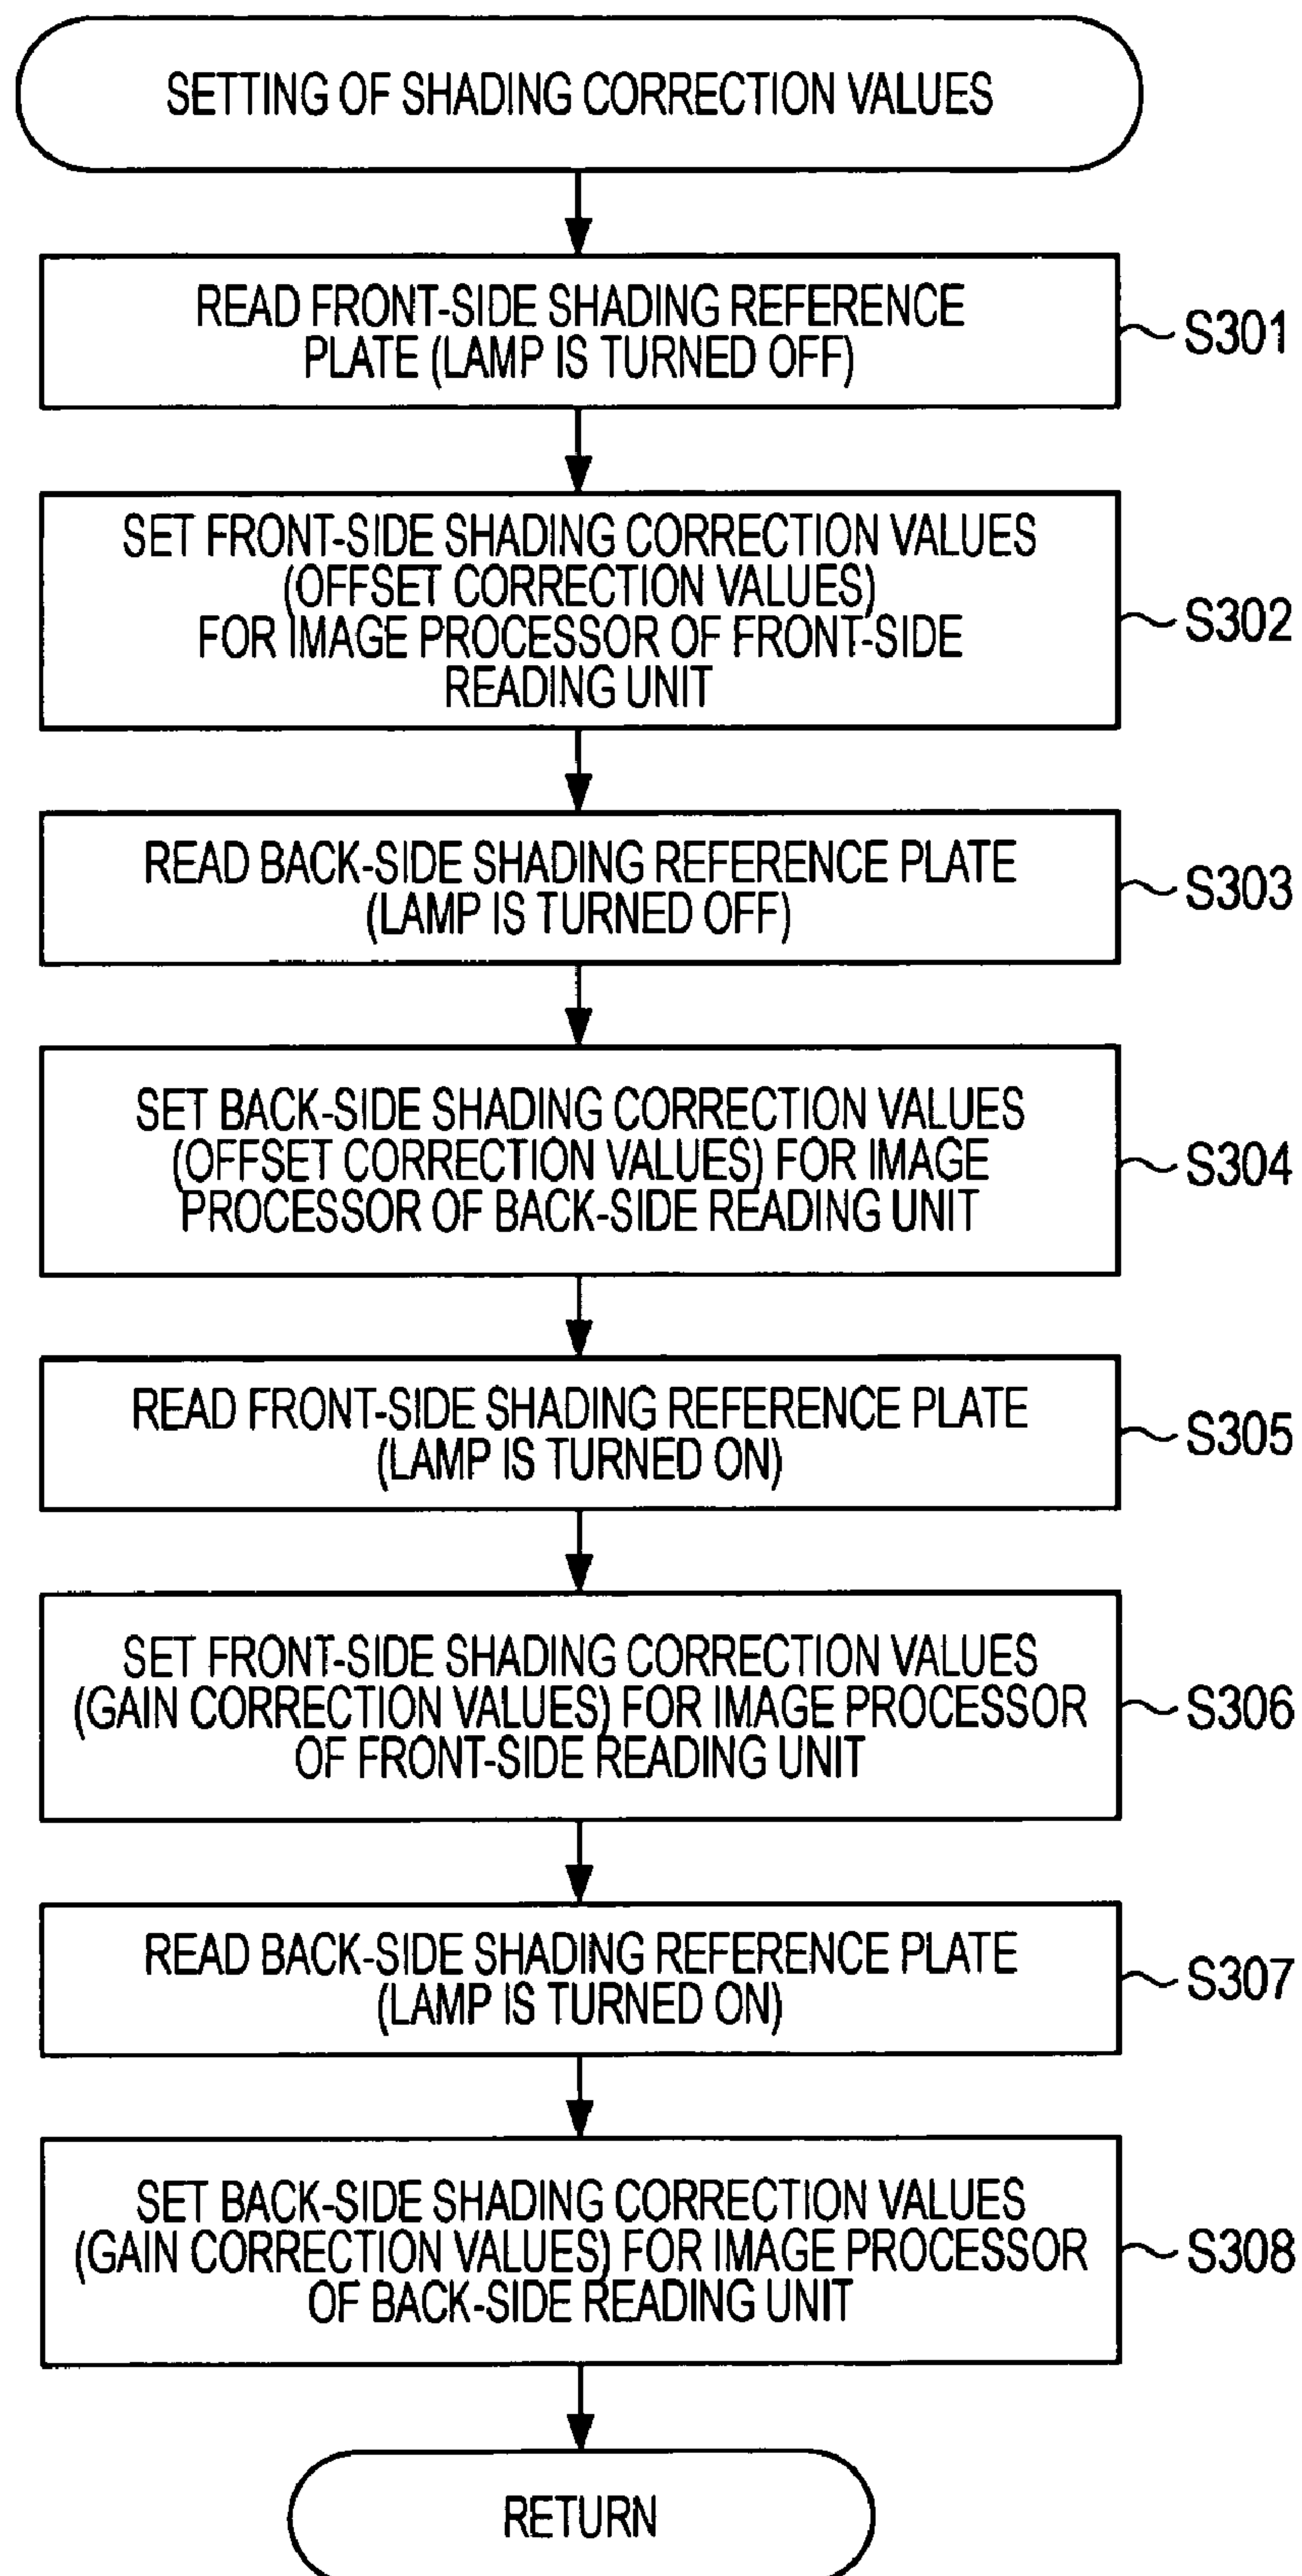 SETTING OF SHADING CORRECTION VALUES
READ FRONT-SIDE SHADING REFERENCE
PLATE (LAMP IS TURNED OFF)
S301
SET FRONT-SIDE SHADING CORRECTION VALUES
(OFFSET CORRECTION VALUES)
FOR IMAGE PROCESSOR OF FRONT-SIDE
READING UNIT
S302
READ BACK-SIDE SHADING REFERENCE PLATE
(LAMP IS TURNED OFF)
S303
SET BACK-SIDE SHADING CORRECTION VALUES
(OFFSET CORRECTION VALUES) FOR IMAGE
PROCESSOR OF BACK-SIDE READING UNIT
S304
READ FRONT-SIDE SHADING REFERENCE PLATE
(LAMP IS TURNED ON)
S305
SET FRONT-SIDE SHADING CORRECTION VALUES
(GAIN CORRECTION VALUES) FOR IMAGE PROCESSOR
OF FRONT-SIDE READING UNIT
S306
READ BACK-SIDE SHADING REFERENCE PLATE
(LAMP IS TURNED ON)
S307
SET BACK-SIDE SHADING CORRECTION VALUES
(GAIN CORRECTION VALUES) FOR IMAGE PROCESSOR
OF BACK-SIDE READING UNIT
S308
RETURN